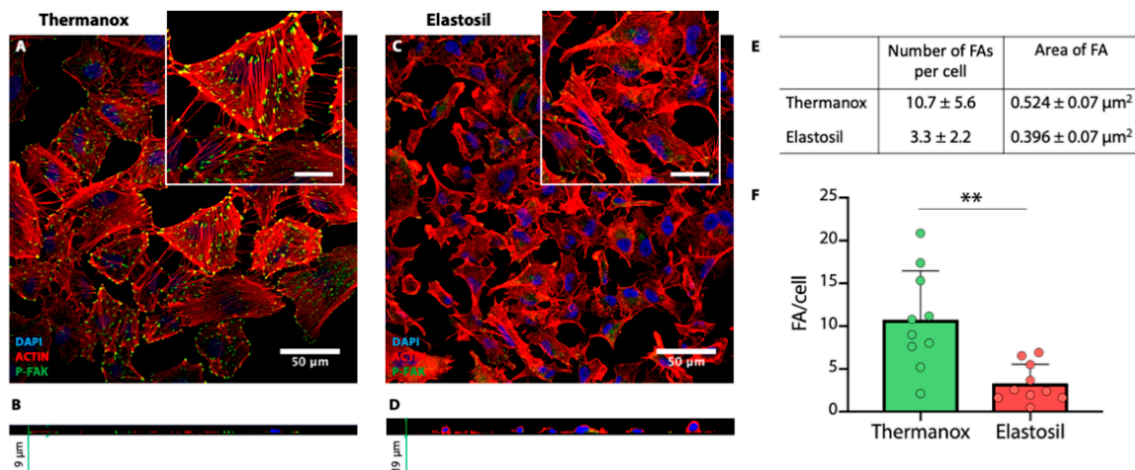 Thermanox
Elastosil
A
DAPI
ACTIN
P-FAK
50 µm
B
9 µm
C
DAPI
ACTIN
P-FAK
50 µm
D
19 µm
E
Number of FAs per cell
Area of FA
Thermanox 10.7 ± 5.6 0.524 ± 0.07 µm²
Elastosil 3.3 ± 2.2 0.396 ± 0.07 µm²
F
**
25
20
15
10
5
0
FA/cell
Thermanox Elastosil